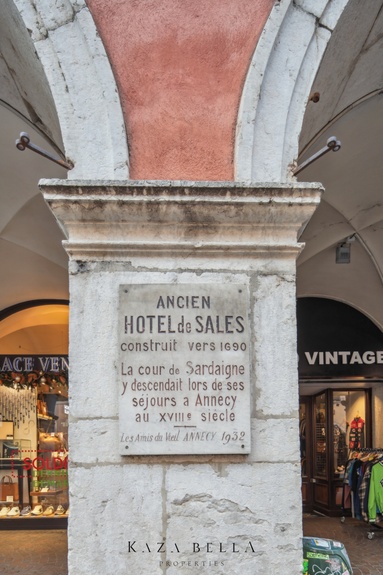 ANCIEN
HOTEL de SALES
construit vers 1690
La cour de Sardaigne
y descendait lors de ses
séjours à Annecy
au XVIIIe siècle
Les Amis du Vieil ANNECY 1932
VINTAGE
KAZA BELLA
PROPERTIES